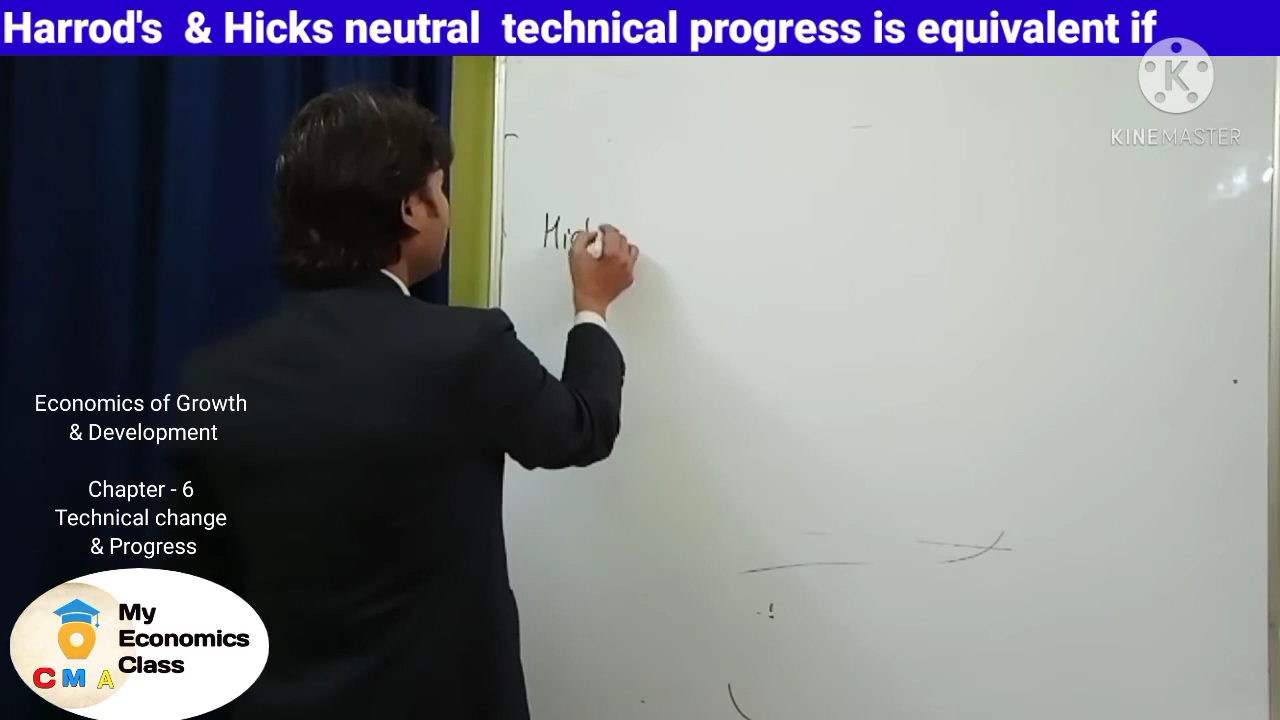 Harrod's & Hicks neutral technical progress is equivalent if
K
KINEMASTER
Economics of Growth
& Development
Chapter - 6
Technical change
& Progress
My
Economics
Class
CMA